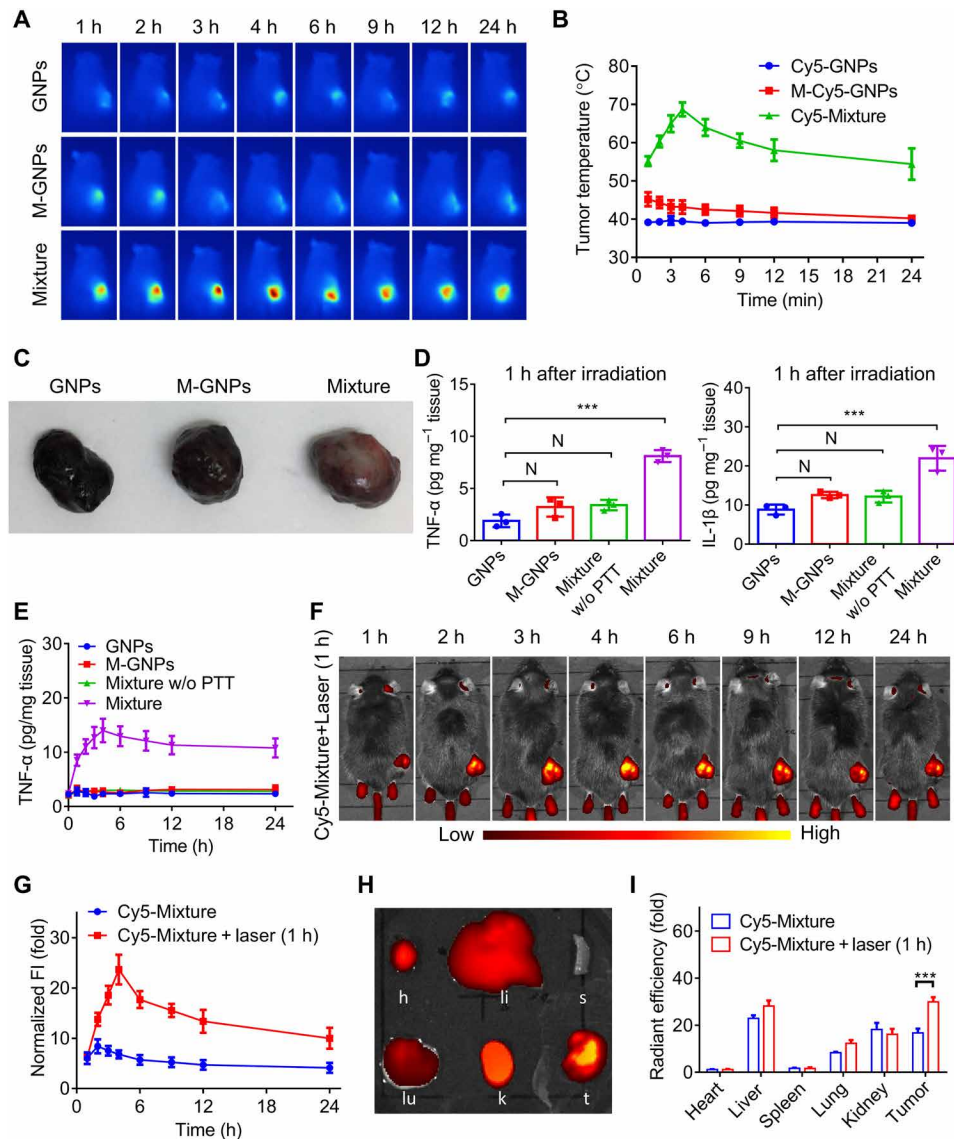 A
1 h 2 h 3 h 4 h 6 h 9 h 12 h 24 h
GNPs
M-GNPs
Mixture
B
Cy5-GNPs
M-Cy5-GNPs
Cy5-Mixture
Tumor temperature (°C)
80
70
60
50
40
30
0 3 6 9 12 15 18 21 24
Time (min)
C
GNPs M-GNPs Mixture
D
1 h after irradiation
TNF-α (pg mg⁻¹ tissue)
15
10
5
0
***
N
N
GNPs
M-GNPs
Mixture
w/o PTT
Mixture
1 h after irradiation
IL-1β (pg mg⁻¹ tissue)
40
30
20
10
0
***
N
N
GNPs
M-GNPs
Mixture
w/o PTT
Mixture
E
GNPs
M-GNPs
Mixture w/o PTT
Mixture
TNF-α (pg/mg tissue)
30
20
10
0
0 6 12 18 24
Time (h)
F
1 h 2 h 3 h 4 h 6 h 9 h 12 h 24 h
Cy5-Mixture+Laser (1 h)
Low High
G
Cy5-Mixture
Cy5-Mixture + laser (1 h)
Normalized FI (fold)
40
30
20
10
0
0 6 12 18 24
Time (h)
H
h li s
lu k t
I
Cy5-Mixture
Cy5-Mixture + laser (1 h)
Radiant efficiency (fold)
60
40
20
0
***
Heart
Liver
Spleen
Lung
Kidney
Tumor